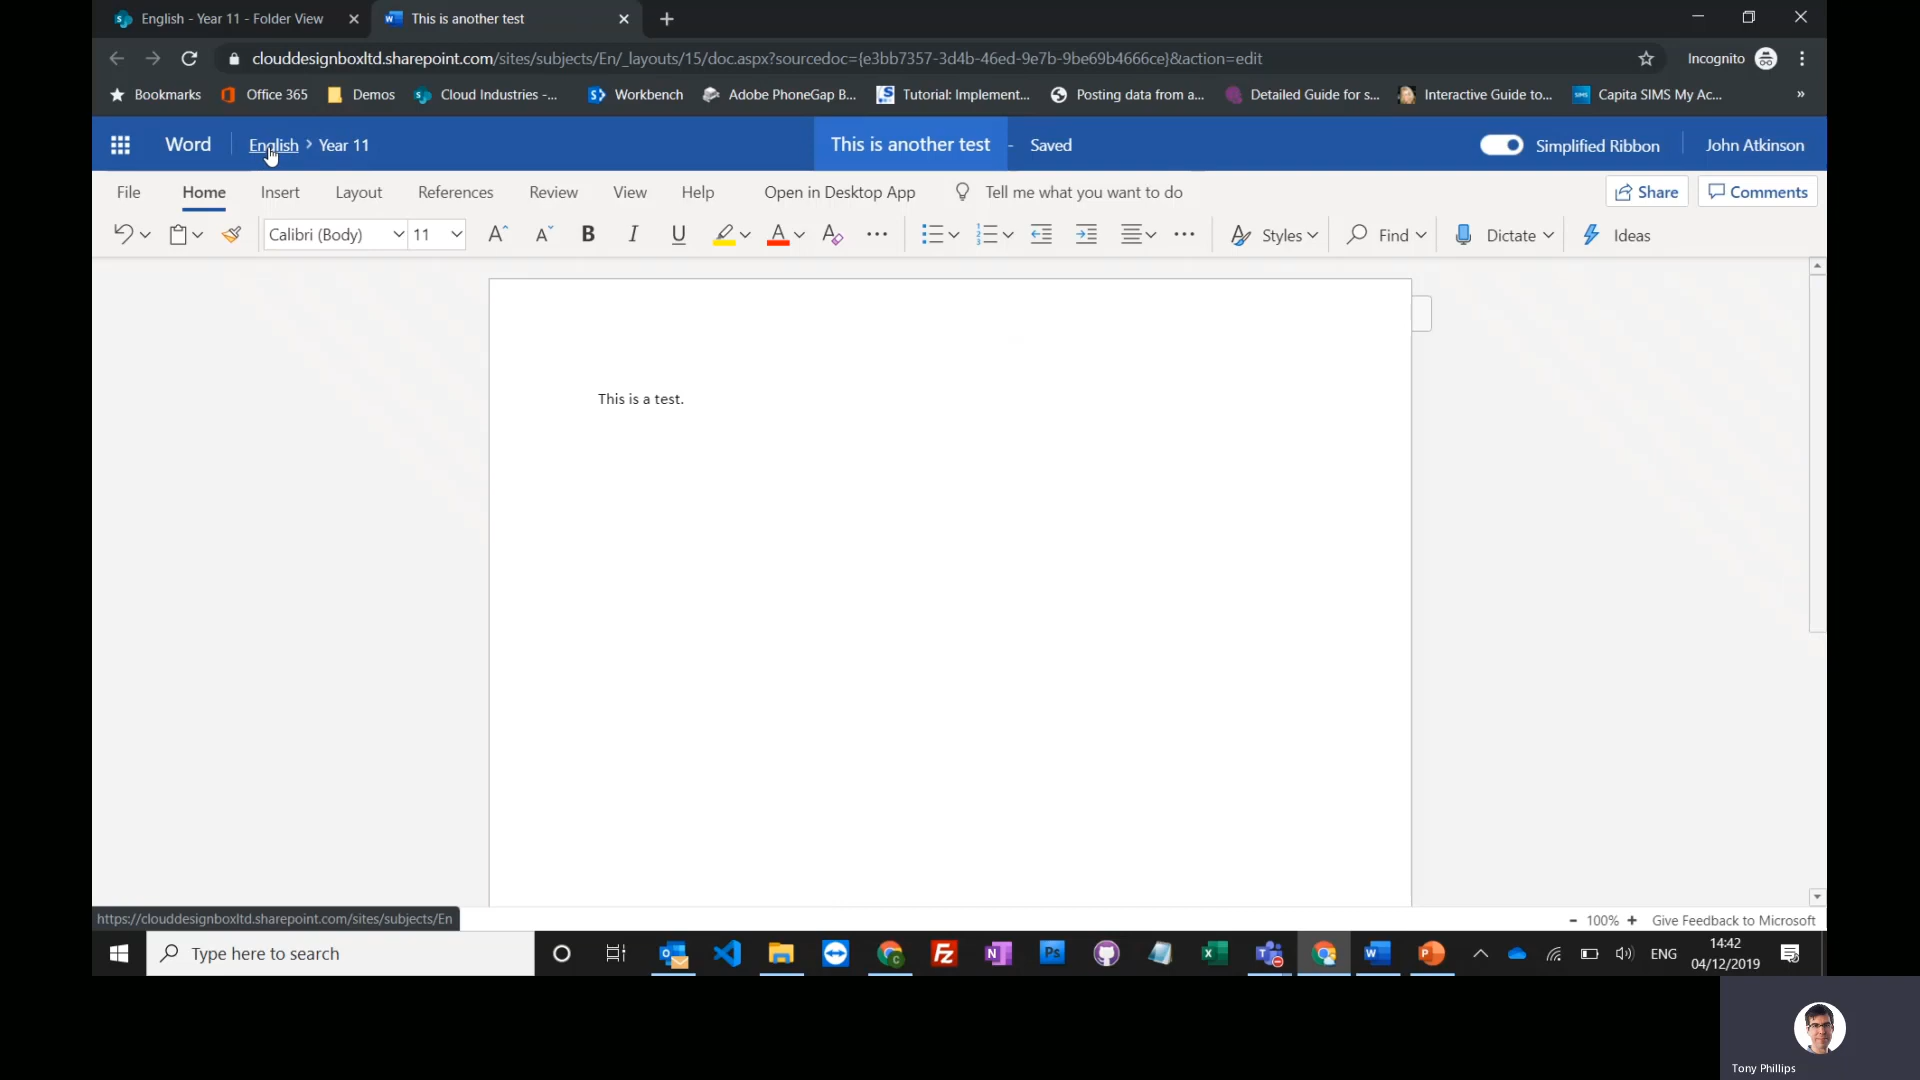 English - Year 11 - Folder View
This is another test
clouddesignboxltd.sharepoint.com/sites/subjects/En/_layouts/15/doc.aspx?sourcedoc={e3bb7357-3d4b-46ed-9e7b-9be69b4666ce}&action=edit
Incognito
Bookmarks Office 365 Demos Cloud Industries -... Workbench Adobe PhoneGap B... Tutorial: Implement... Posting data from a... Detailed Guide for s... Interactive Guide to... Capita SIMS My Ac... »
Word English > Year 11 This is another test - Saved Simplified Ribbon John Atkinson
File Home Insert Layout References Review View Help Open in Desktop App Tell me what you want to do Share Comments
Calibri (Body) 11 B I U Styles Find Dictate Ideas
This is a test.
https://clouddesignboxltd.sharepoint.com/sites/subjects/En
- 100% + Give Feedback to Microsoft
Type here to search
ENG
14:42
04/12/2019
Tony Phillips